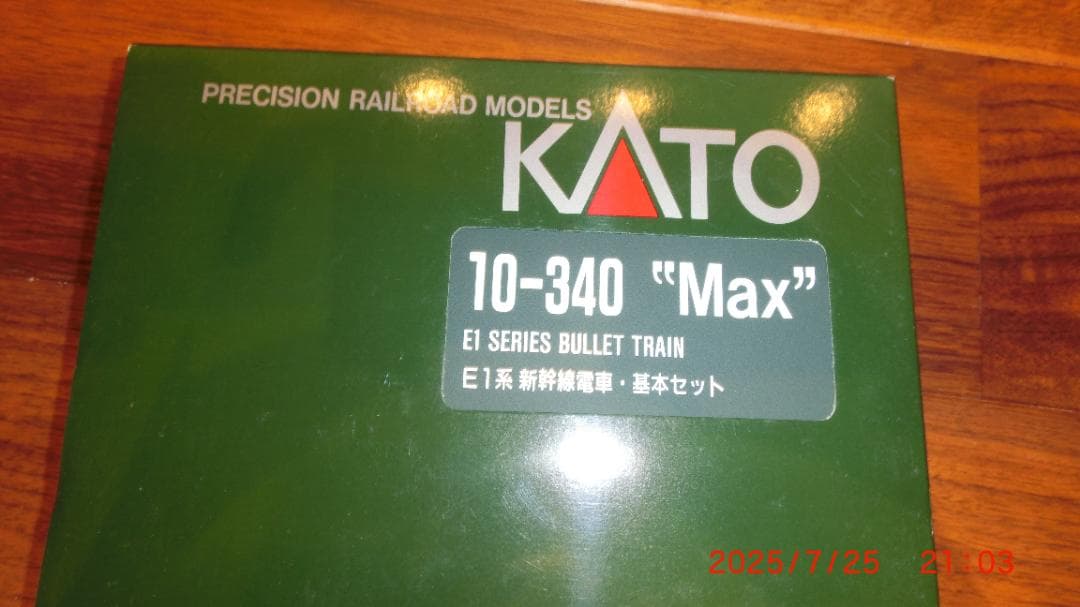 PRECISION RAILROAD MODELS
KATO
10-340 "Max"
E1 SERIES BULLET TRAIN
E1系 新幹線電車・基本セット
2025/7/25 21:03